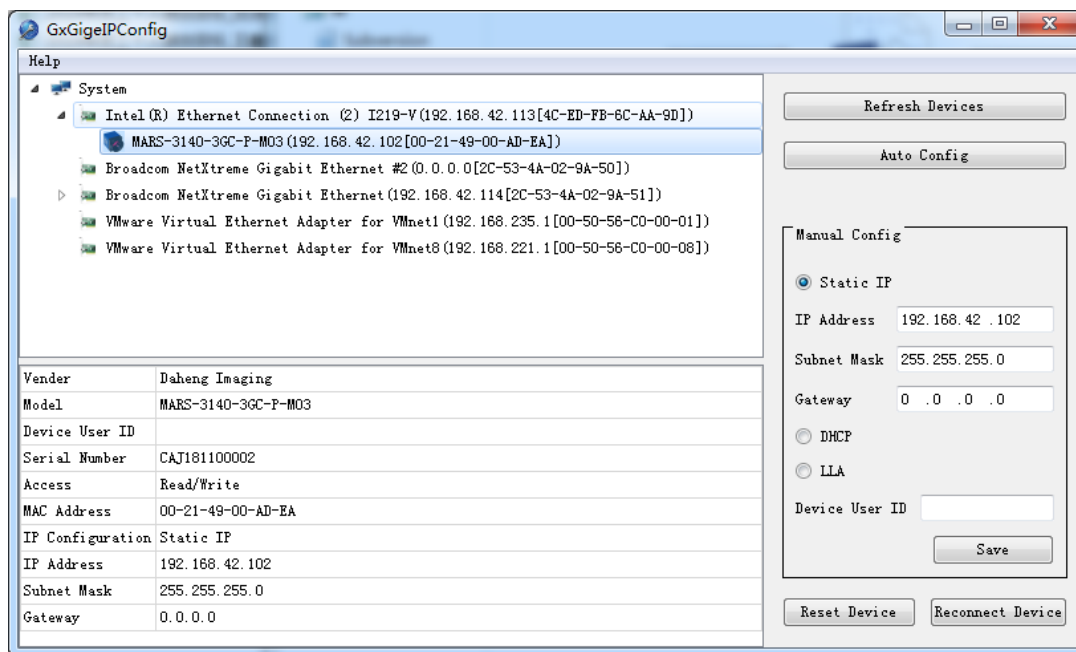 GxGigeIPConfig
Help
System
Intel(R) Ethernet Connection (2) I219-V(192.168.42.113[4C-ED-FB-6C-AA-9D])
MARS-3140-3GC-P-M03(192.168.42.102[00-21-49-00-AD-EA])
Broadcom NetXtreme Gigabit Ethernet #2(0.0.0.0[2C-53-4A-02-9A-50])
Broadcom NetXtreme Gigabit Ethernet(192.168.42.114[2C-53-4A-02-9A-51])
VMware Virtual Ethernet Adapter for VMnet1(192.168.235.1[00-50-56-C0-00-01])
VMware Virtual Ethernet Adapter for VMnet8(192.168.221.1[00-50-56-C0-00-08])
Vender Daheng Imaging
Model MARS-3140-3GC-P-M03
Device User ID
Serial Number CAJ181100002
Access Read/Write
MAC Address 00-21-49-00-AD-EA
IP Configuration Static IP
IP Address 192.168.42.102
Subnet Mask 255.255.255.0
Gateway 0.0.0.0
Refresh Devices
Auto Config
Manual Config
Static IP
IP Address 192.168.42 .102
Subnet Mask 255.255.255.0
Gateway 0 .0 .0 .0
DHCP
LLA
Device User ID
Save
Reset Device Reconnect Device